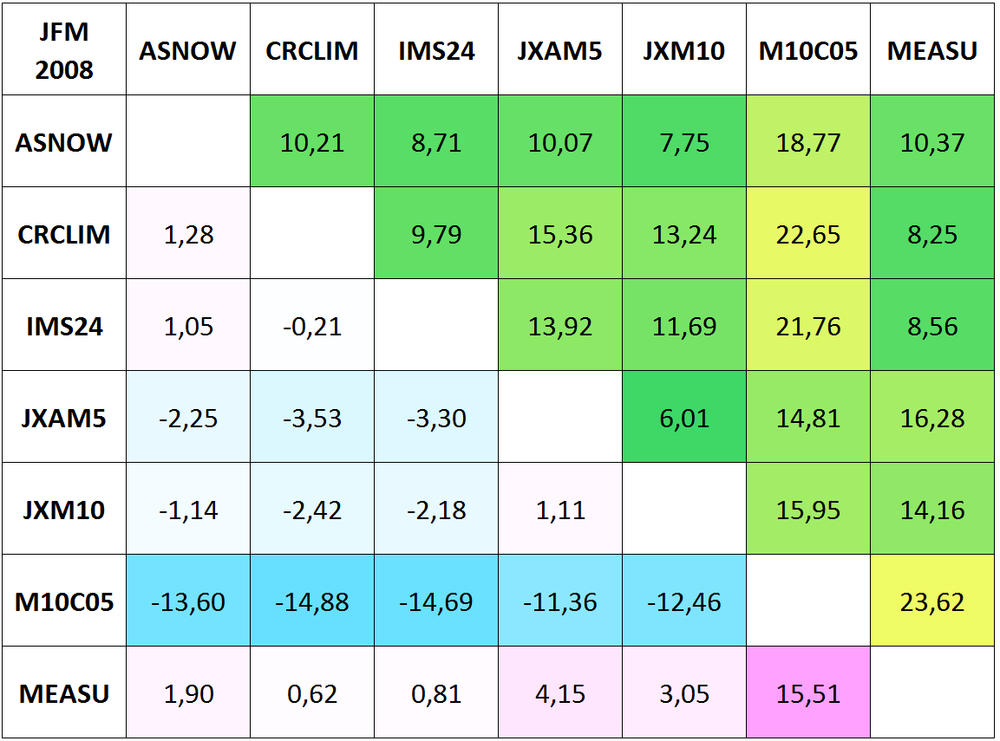 JFM 2008 ASNOW CRCLIM IMS24 JXAM5 JXM10 M10C05 MEASU
ASNOW 10,21 8,71 10,07 7,75 18,77 10,37
CRCLIM 1,28 9,79 15,36 13,24 22,65 8,25
IMS24 1,05 -0,21 13,92 11,69 21,76 8,56
JXAM5 -2,25 -3,53 -3,30 6,01 14,81 16,28
JXM10 -1,14 -2,42 -2,18 1,11 15,95 14,16
M10C05 -13,60 -14,88 -14,69 -11,36 -12,46 23,62
MEASU 1,90 0,62 0,81 4,15 3,05 15,51